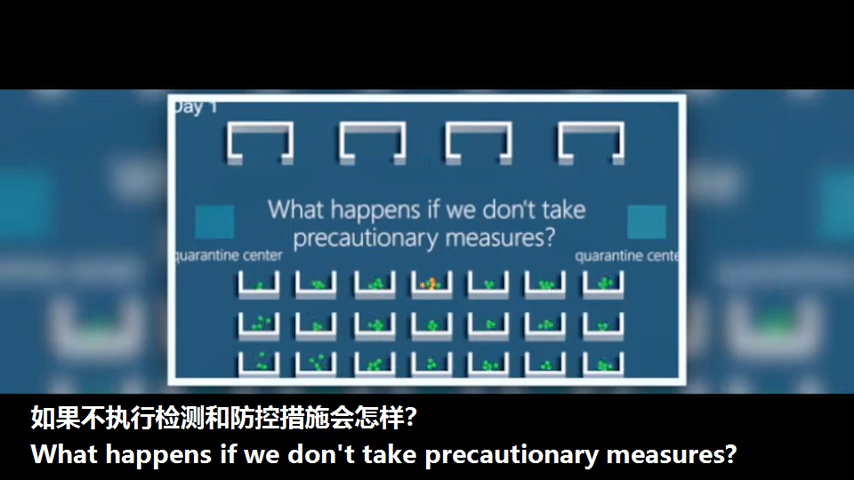 Day 1
What happens if we don't take
precautionary measures?
quarantine center
quarantine cente
如果不执行检测和防控措施会怎样？
What happens if we don't take precautionary measures?